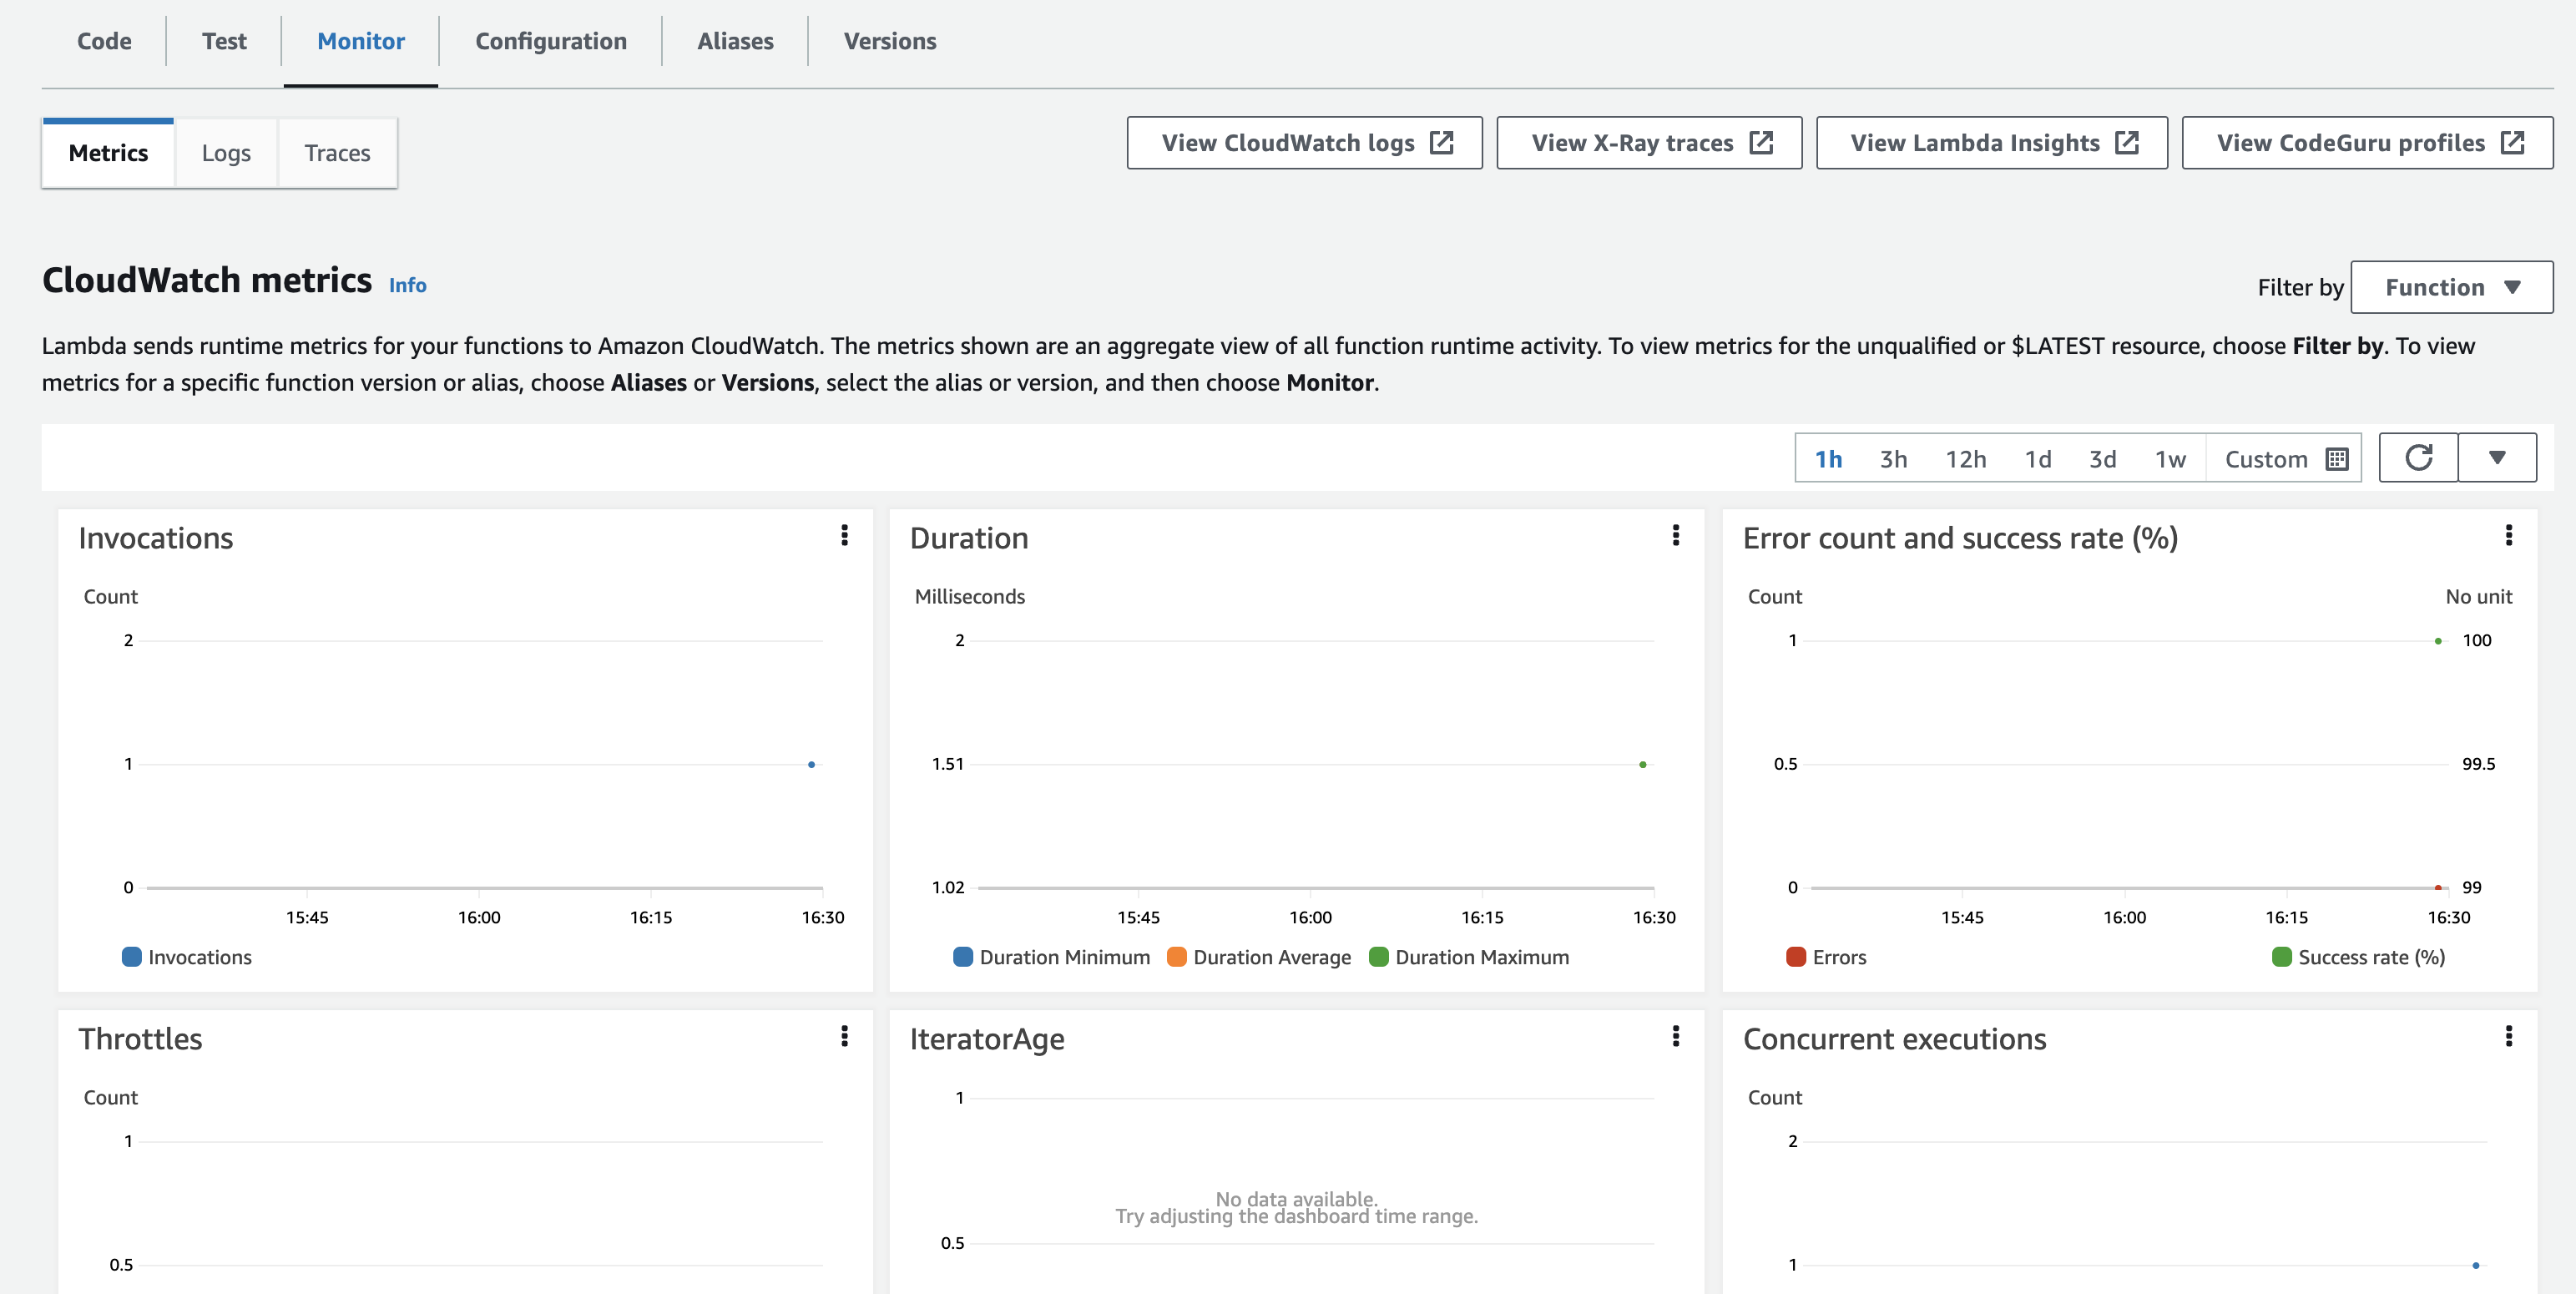 Code Test Monitor Configuration Aliases Versions
Metrics Logs Traces View CloudWatch logs View X-Ray traces View Lambda Insights View CodeGuru profiles
CloudWatch metrics Info Filter by Function
Lambda sends runtime metrics for your functions to Amazon CloudWatch. The metrics shown are an aggregate view of all function runtime activity. To view metrics for the unqualified or $LATEST resource, choose Filter by. To view
metrics for a specific function version or alias, choose Aliases or Versions, select the alias or version, and then choose Monitor.
1h 3h 12h 1d 3d 1w Custom
Invocations
Count
2
1
0
15:45 16:00 16:15 16:30
Invocations
Duration
Milliseconds
2
1.51
1.02
15:45 16:00 16:15 16:30
Duration Minimum Duration Average Duration Maximum
Error count and success rate (%)
Count No unit
1 100
0.5 99.5
0 99
15:45 16:00 16:15 16:30
Errors Success rate (%)
Throttles
Count
1
0.5
IteratorAge
1
No data available.
Try adjusting the dashboard time range.
0.5
Concurrent executions
Count
2
1